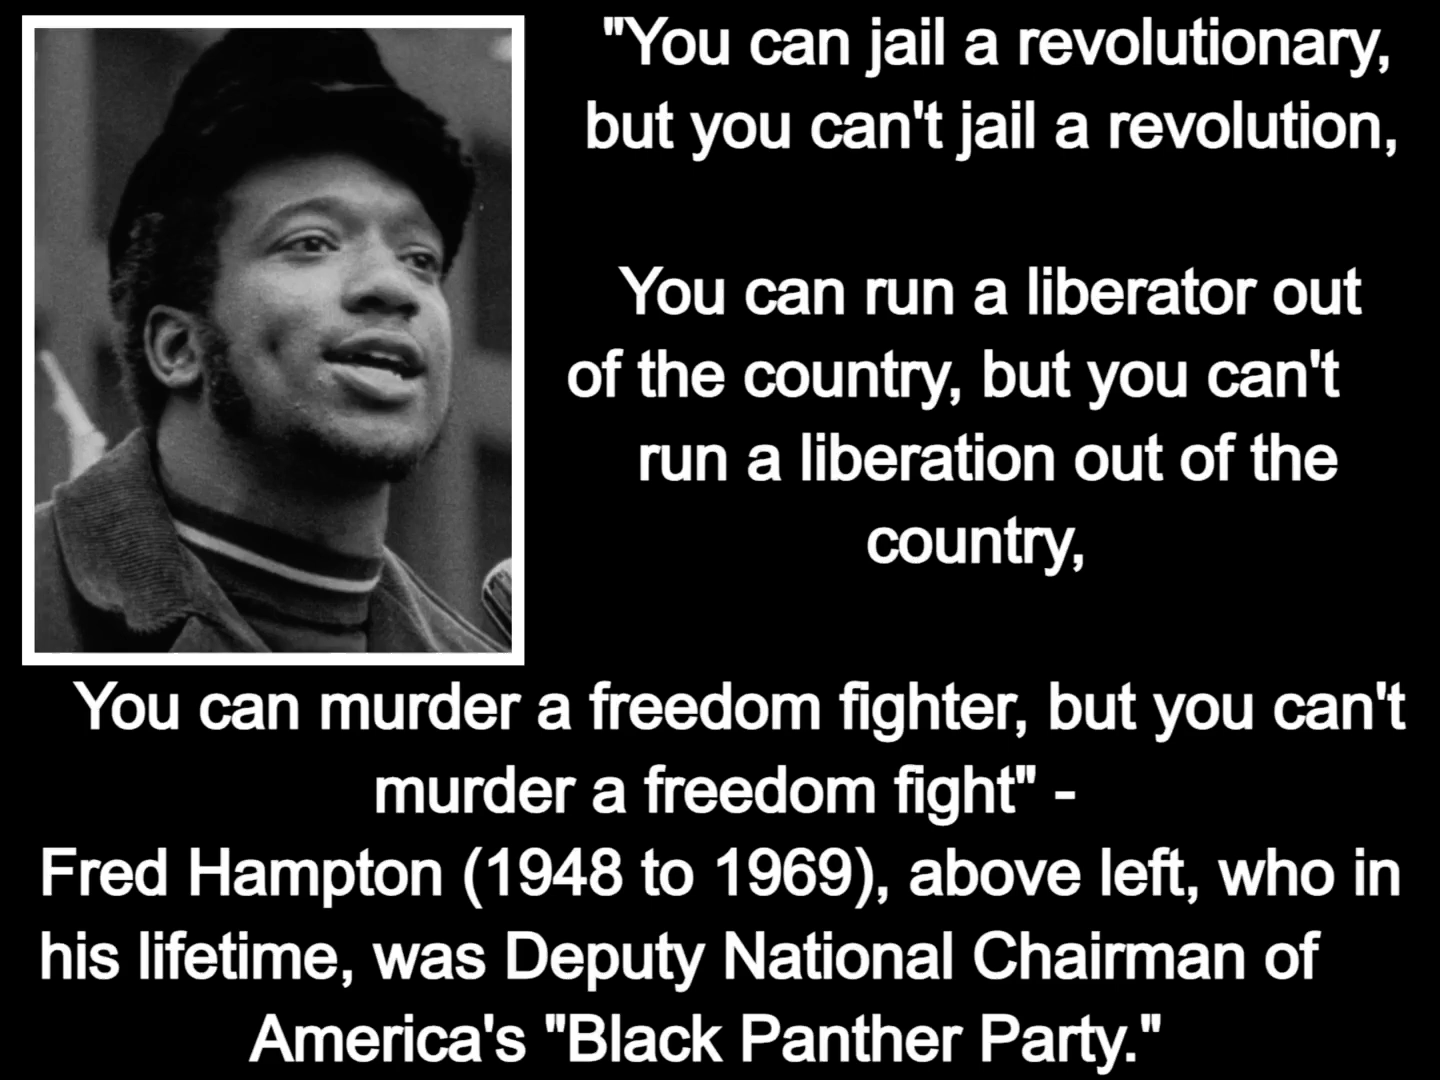 "You can jail a revolutionary,
but you can't jail a revolution,
You can run a liberator out
of the country, but you can't
run a liberation out of the
country,
You can murder a freedom fighter, but you can't
murder a freedom fight" -
Fred Hampton (1948 to 1969), above left, who in
his lifetime, was Deputy National Chairman of
America's "Black Panther Party."